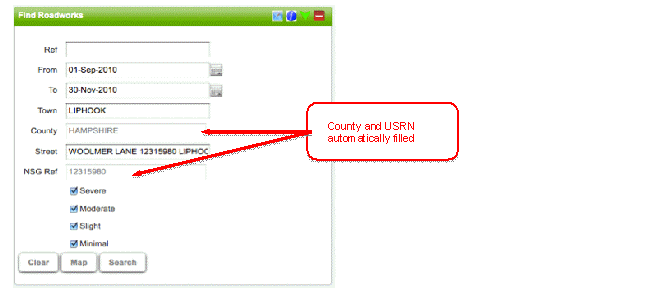 Find Roadworks
Ref
From 01-Sep-2010
To 30-Nov-2010
Town LIPHOOK
County HAMPSHIRE
Street WOOLMER LANE 12315980 LIPHOO
NSG Ref 12315980
Severe
Moderate
Slight
Minimal
Clear Map Search
County and USRN
automatically filled